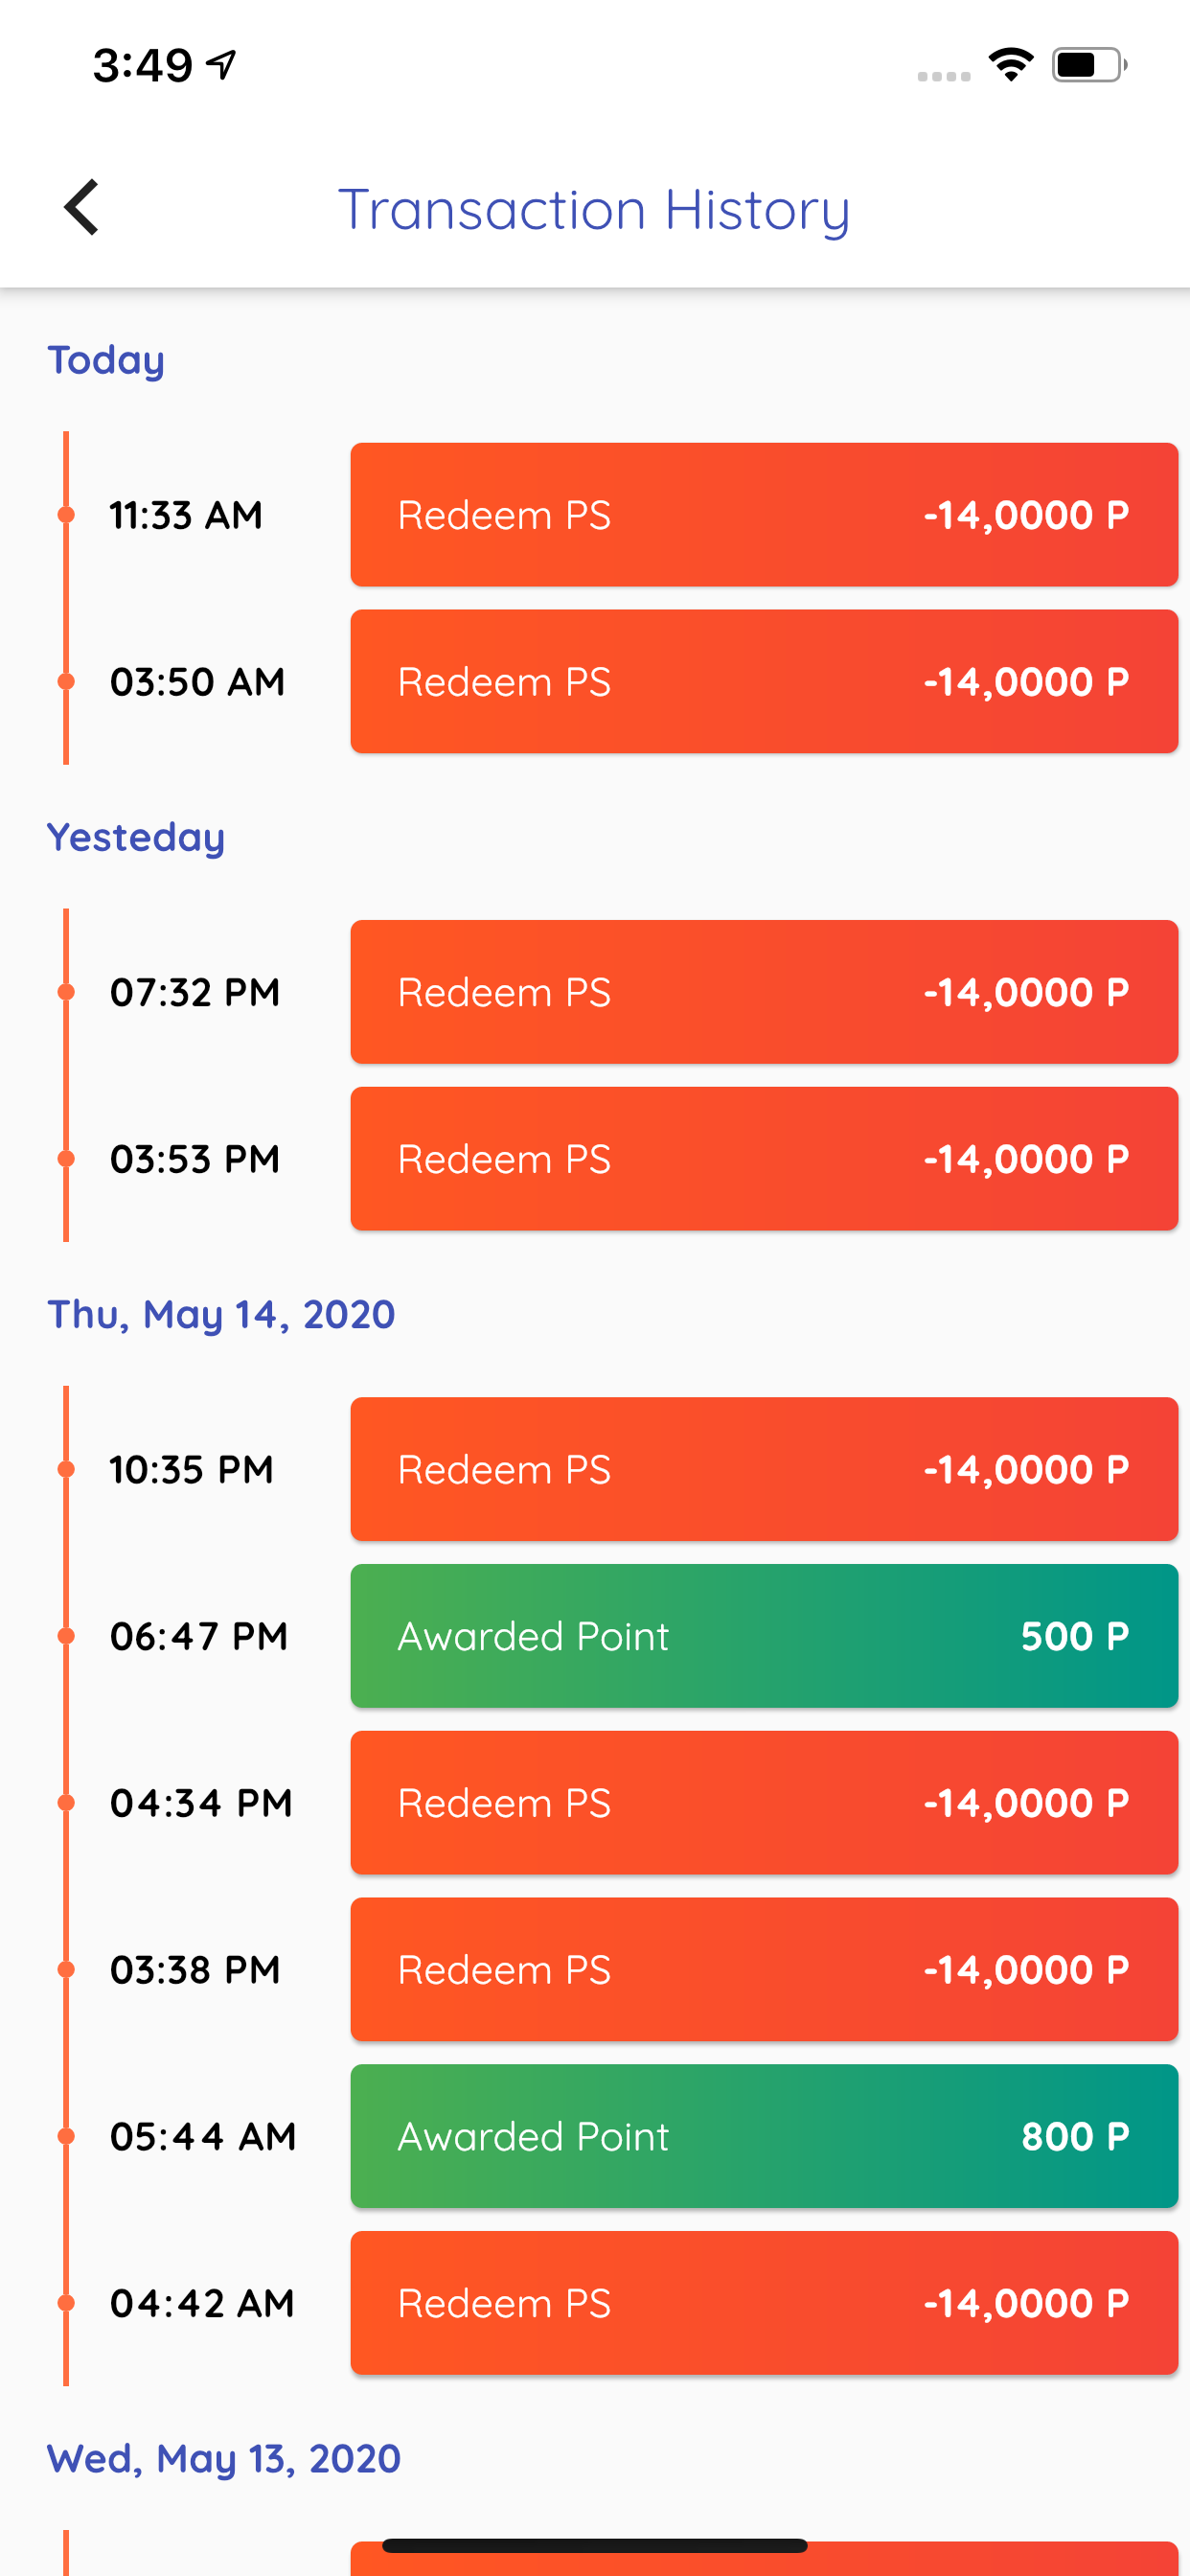 3:49
Transaction History
Today
11:33 AM Redeem PS -14,0000 P
03:50 AM Redeem PS -14,0000 P
Yesteday
07:32 PM Redeem PS -14,0000 P
03:53 PM Redeem PS -14,0000 P
Thu, May 14, 2020
10:35 PM Redeem PS -14,0000 P
06:47 PM Awarded Point 500 P
04:34 PM Redeem PS -14,0000 P
03:38 PM Redeem PS -14,0000 P
05:44 AM Awarded Point 800 P
04:42 AM Redeem PS -14,0000 P
Wed, May 13, 2020